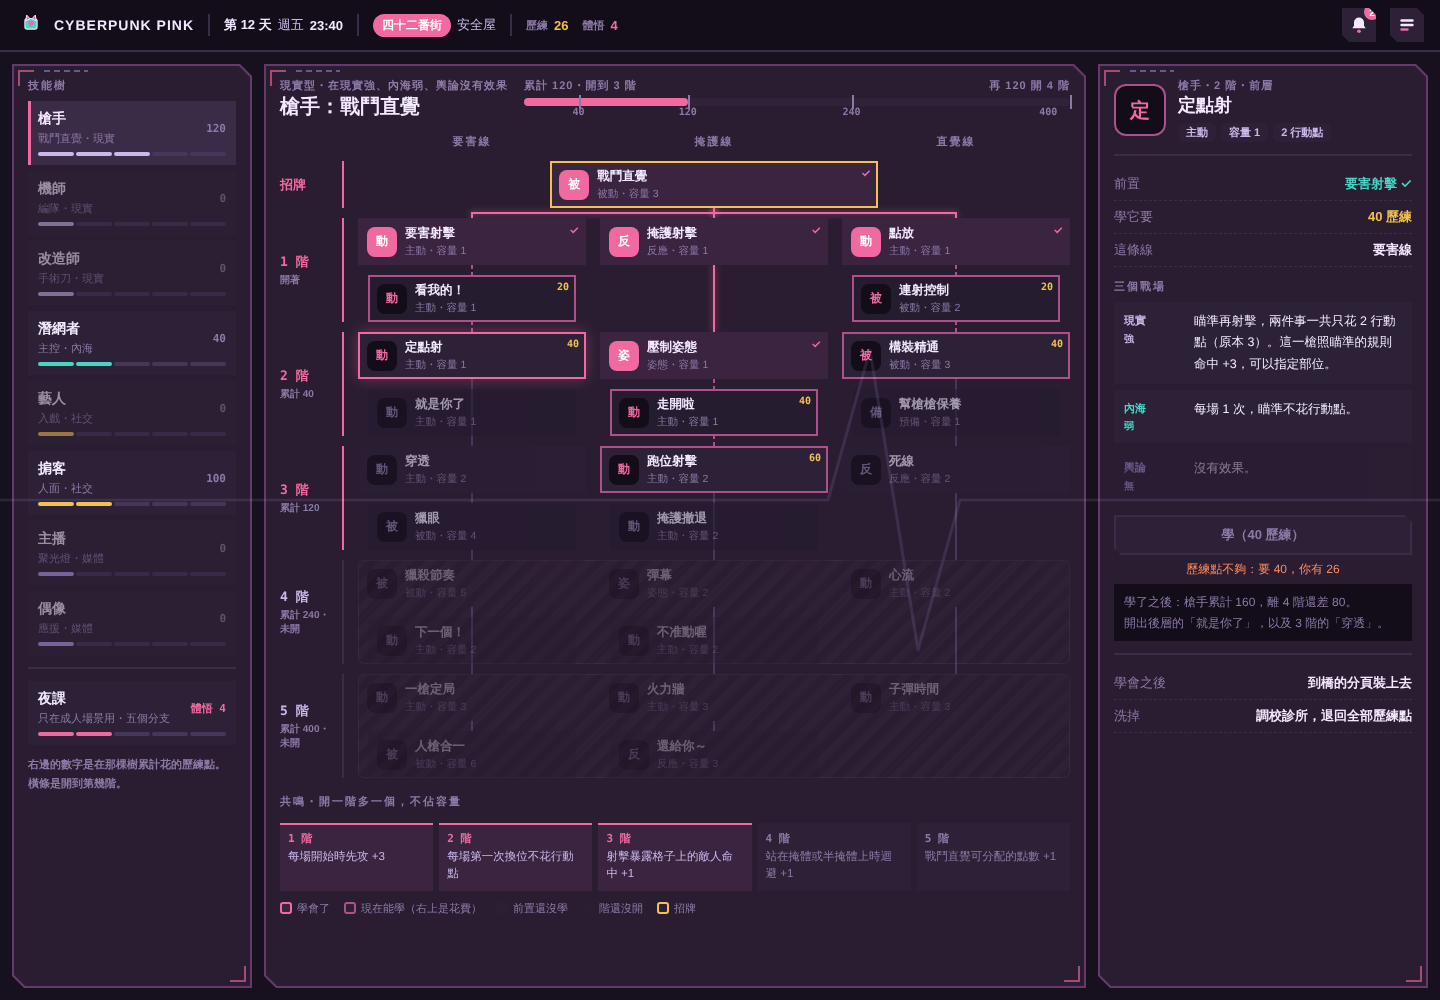 CYBERPUNK PINK
第 12 天 週五 23:40
四十二番街 安全屋
歷練 26 體悟 4
技能樹
槍手 120
戰鬥直覺・現實
機師 0
編隊・現實
改造師 0
手術刀・現實
潛網者 40
主控・內海
藝人 0
入戲・社交
掮客 100
人面・社交
主播 0
聚光燈・媒體
偶像 0
應援・媒體
夜課 體悟 4
只在成人場景用・五個分支
右邊的數字是在那棵樹累計花的歷練點。
橫條是開到第幾階。
現實型・在現實強、內海弱、輿論沒有效果
槍手：戰鬥直覺
累計 120・開到 3 階
再 120 開 4 階
40 120 240 400
要害線 掩護線 直覺線
招牌
被 戰鬥直覺
被動・容量 3
1 階
開著
動 要害射擊
主動・容量 1
反 掩護射擊
反應・容量 1
動 點放
主動・容量 1
動 看我的！ 20
主動・容量 1
被 連射控制 20
被動・容量 2
2 階
累計 40
動 定點射 40
主動・容量 1
姿 壓制姿態
姿態・容量 1
被 構裝精通 40
被動・容量 3
動 就是你了
主動・容量 1
動 走開啦 40
主動・容量 1
備 幫槍槍保養
預備・容量 1
3 階
累計 120
動 穿透
主動・容量 2
動 跑位射擊 60
主動・容量 2
反 死線
反應・容量 2
被 獵眼
被動・容量 4
動 掩護撤退
主動・容量 2
4 階
累計 240・
未開
被 獵殺節奏
被動・容量 5
姿 彈幕
姿態・容量 2
動 心流
主動・容量 2
動 下一個！
主動・容量 2
動 不准動喔
主動・容量 2
5 階
累計 400・
未開
動 一槍定局
主動・容量 3
動 火力牆
主動・容量 3
動 子彈時間
主動・容量 3
被 人槍合一
被動・容量 6
反 還給你～
反應・容量 3
共鳴・開一階多一個，不佔容量
1 階
每場開始時先攻 +3
2 階
每場第一次換位不花行動
點
3 階
射擊暴露格子上的敵人命
中 +1
4 階
站在掩體或半掩體上時迴
避 +1
5 階
戰鬥直覺可分配的點數 +1
學會了 現在能學（右上是花費） 前置還沒學 階還沒開 招牌
定
槍手・2 階・前層
定點射
主動 容量 1 2 行動點
前置 要害射擊
學它要 40 歷練
這條線 要害線
三個戰場
現實
強
瞄準再射擊，兩件事一共只花 2 行動
點（原本 3）。這一槍照瞄準的規則
命中 +3，可以指定部位。
內海
弱
每場 1 次，瞄準不花行動點。
輿論
無
沒有效果。
學（40 歷練）
歷練點不夠：要 40，你有 26
學了之後：槍手累計 160，離 4 階還差 80。
開出後層的「就是你了」，以及 3 階的「穿透」。
學會之後 到橋的分頁裝上去
洗掉 調校診所，退回全部歷練點